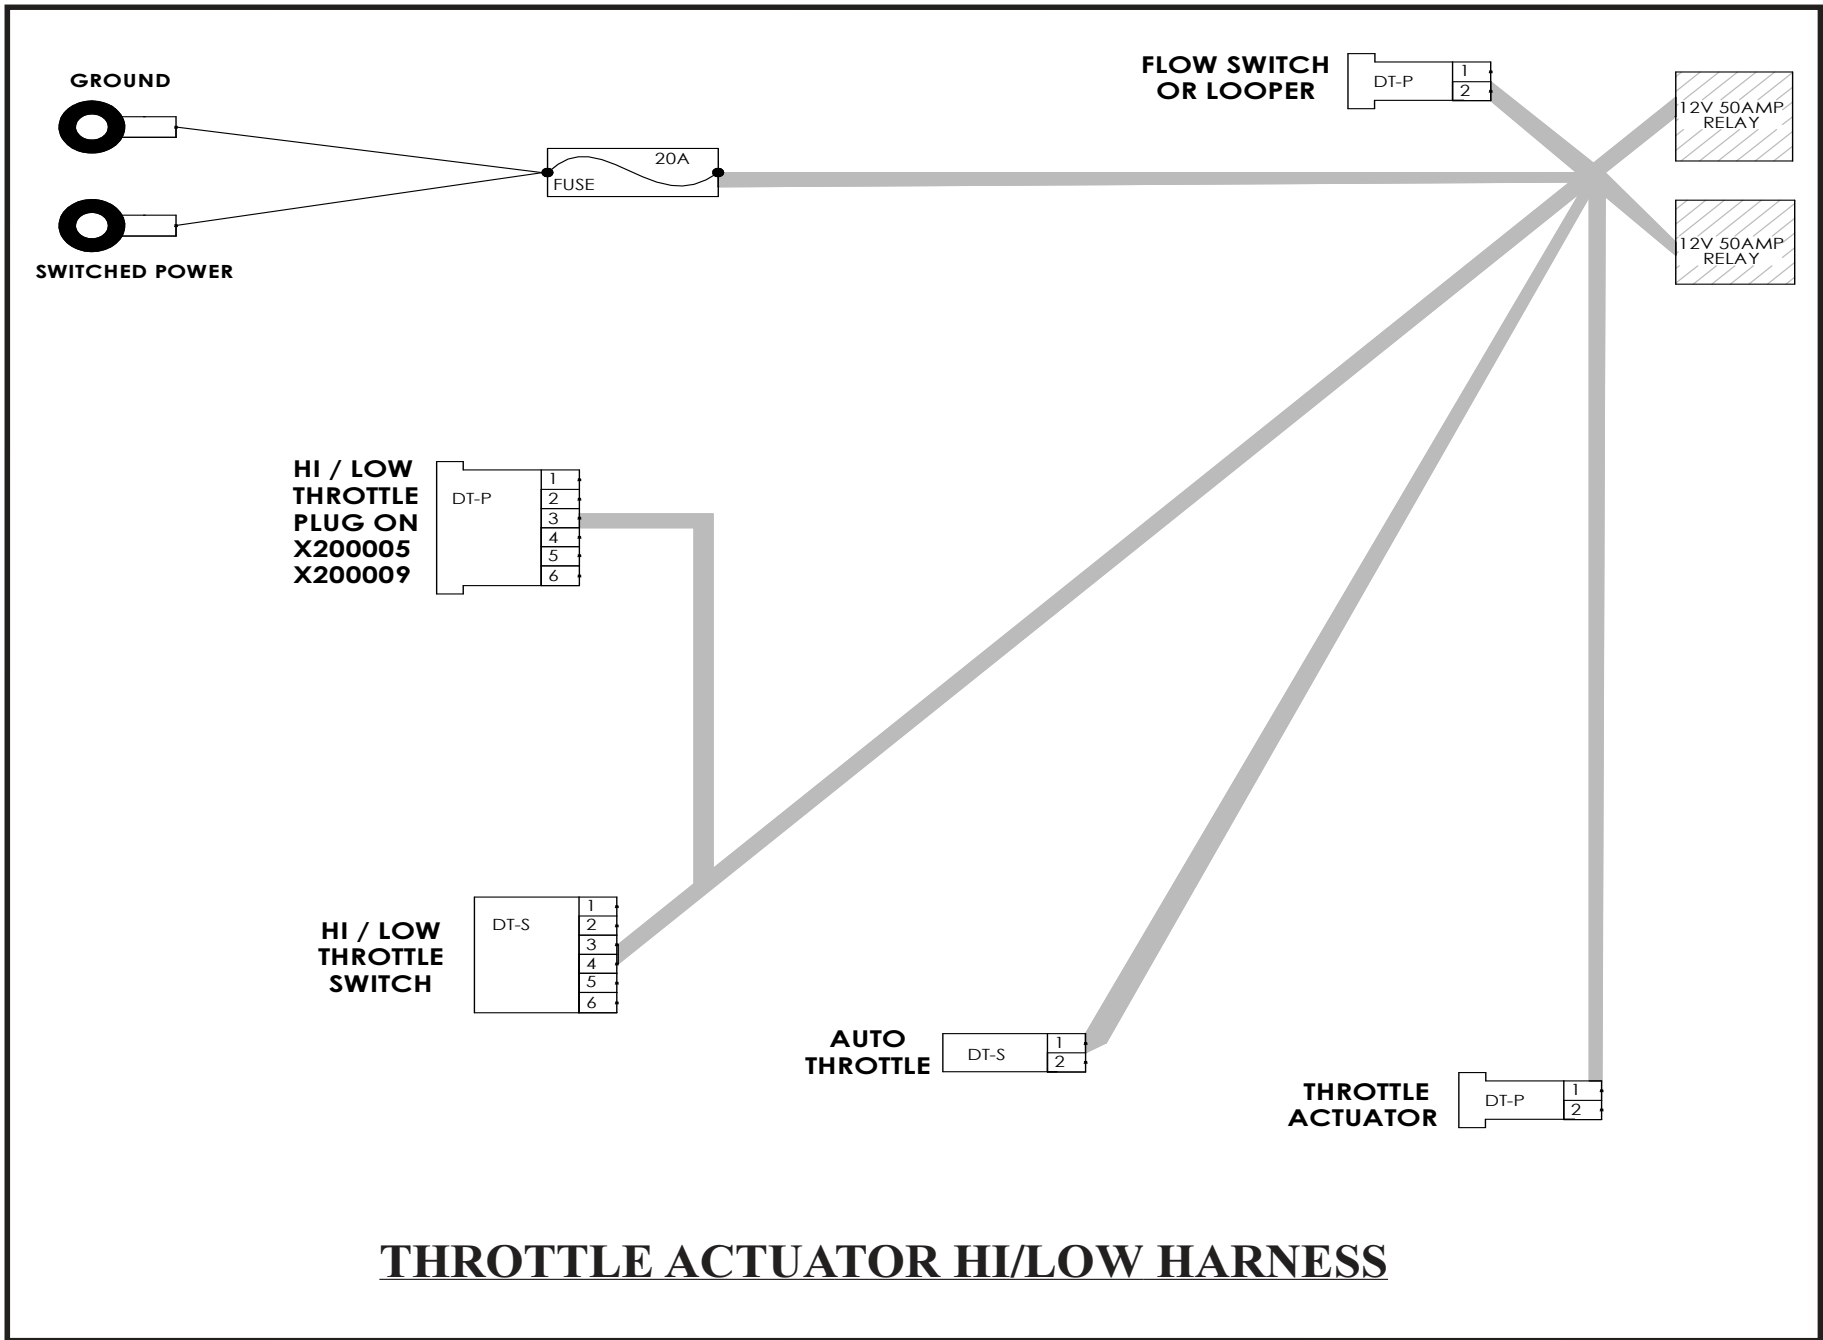 GROUND
SWITCHED POWER
20A
FUSE
FLOW SWITCH
OR LOOPER
DT-P
1
2
12V 50AMP
RELAY
12V 50AMP
RELAY
HI / LOW
THROTTLE
PLUG ON
X200005
X200009
DT-P
1
2
3
4
5
6
HI / LOW
THROTTLE
SWITCH
DT-S
1
2
3
4
5
6
AUTO
THROTTLE
DT-S
1
2
THROTTLE
ACTUATOR
DT-P
1
2
THROTTLE ACTUATOR HI/LOW HARNESS